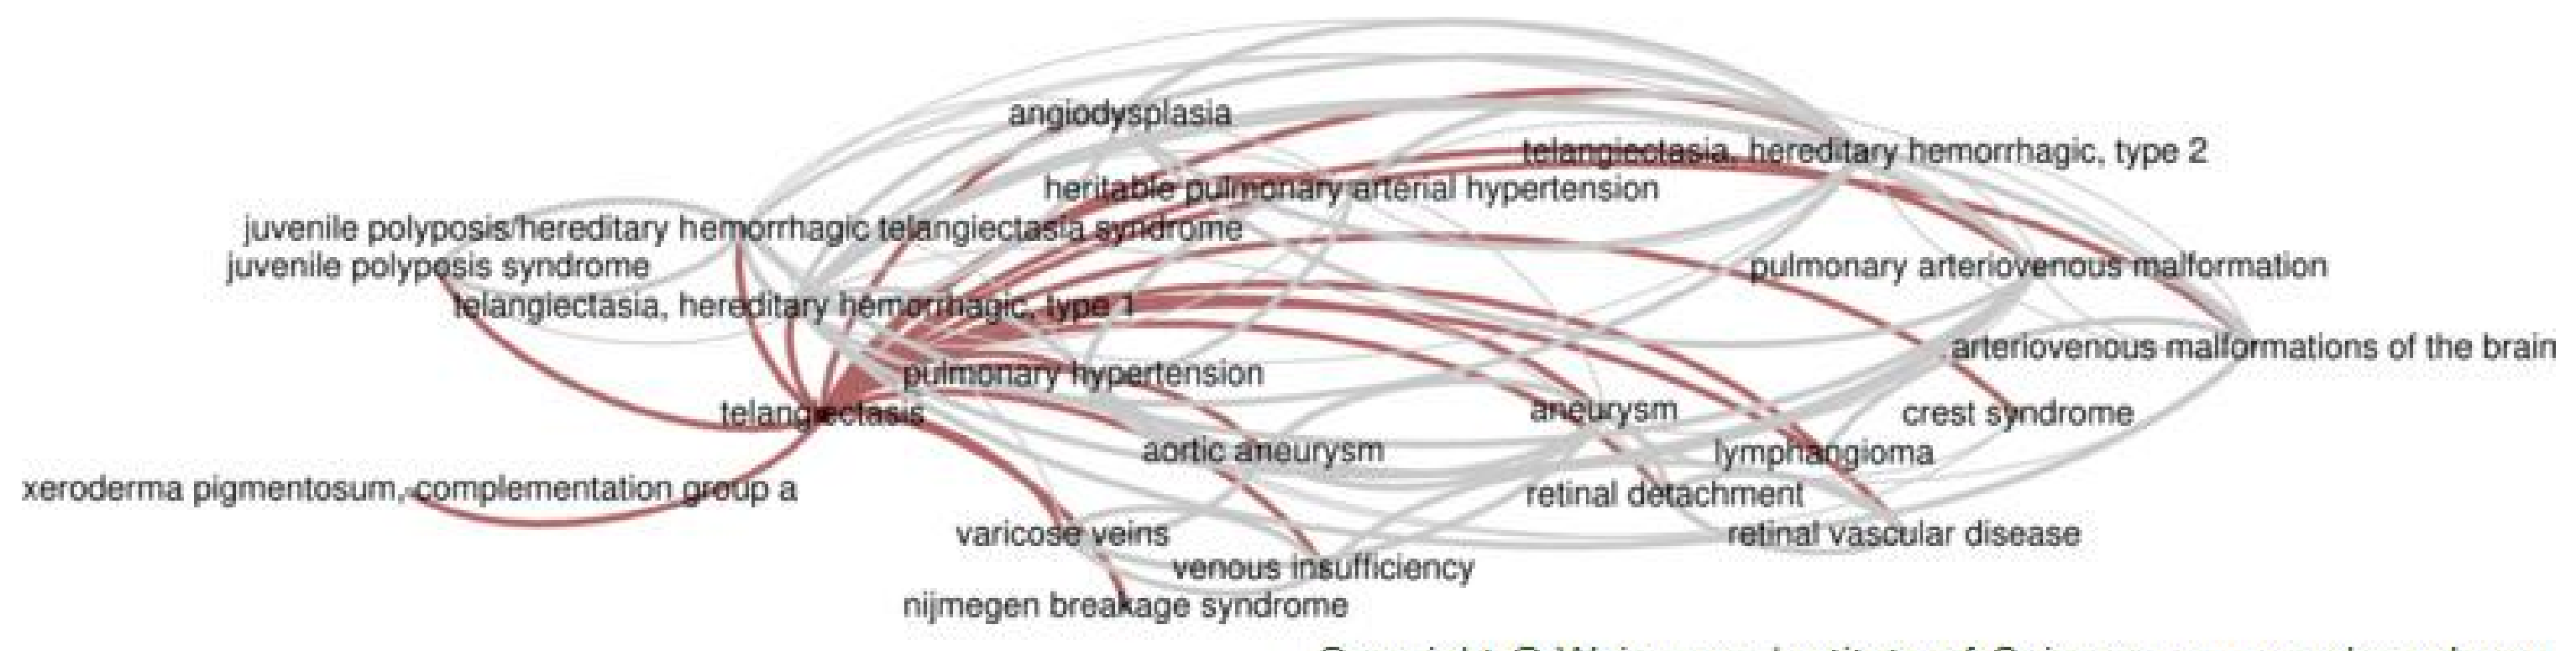 angiodysplasia
telangiectasia, hereditary hemorrhagic, type 2
heritable pulmonary arterial hypertension
juvenile polyposis/hereditary hemorrhagic telangiectasia syndrome
juvenile polyposis syndrome
pulmonary arteriovenous malformation
telangiectasia, hereditary hemorrhagic, type 1
arteriovenous malformations of the brain
pulmonary hypertension
telangiectasis
aneurysm
crest syndrome
aortic aneurysm
lymphangioma
xeroderma pigmentosum, complementation group a
retinal detachment
varicose veins
retinal vascular disease
venous insufficiency
nijmegen breakage syndrome